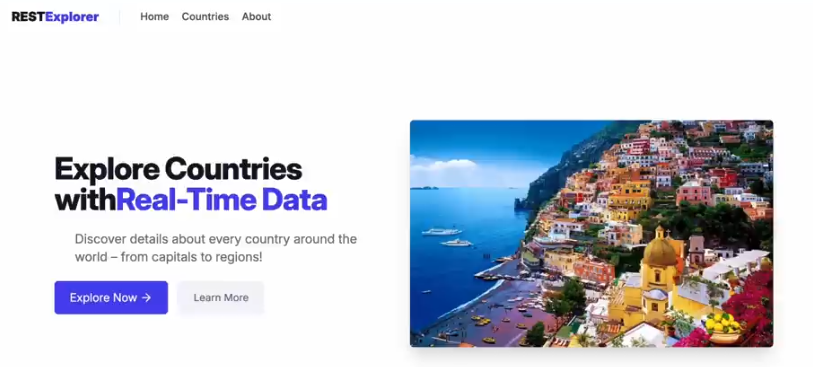 RESTExplorer
Home Countries About
Explore Countries
withReal-Time Data
Discover details about every country around the
world – from capitals to regions!
Explore Now →
Learn More